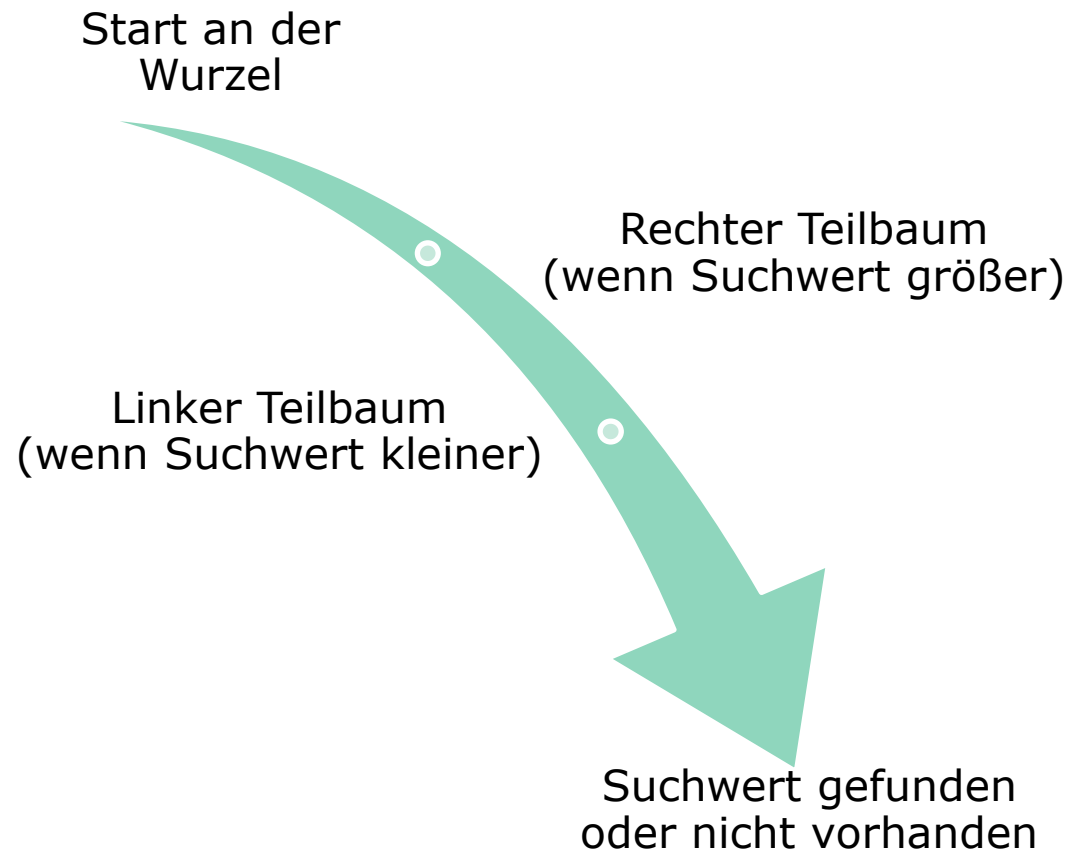 Start an der
Wurzel
Rechter Teilbaum
(wenn Suchwert größer)
Linker Teilbaum
(wenn Suchwert kleiner)
Suchwert gefunden
oder nicht vorhanden